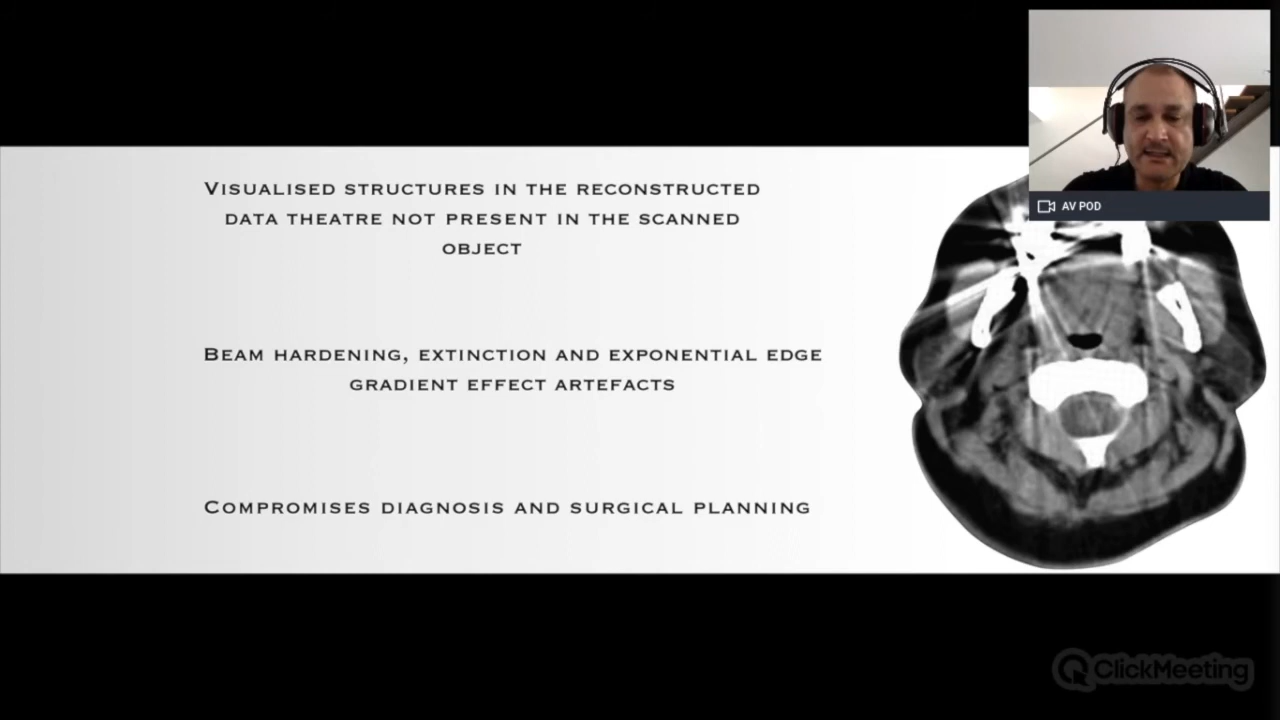 Visualised structures in the reconstructed
data theatre not present in the scanned
object
Beam hardening, extinction and exponential edge
gradient effect artefacts
Compromises diagnosis and surgical planning
AV POD
ClickMeeting